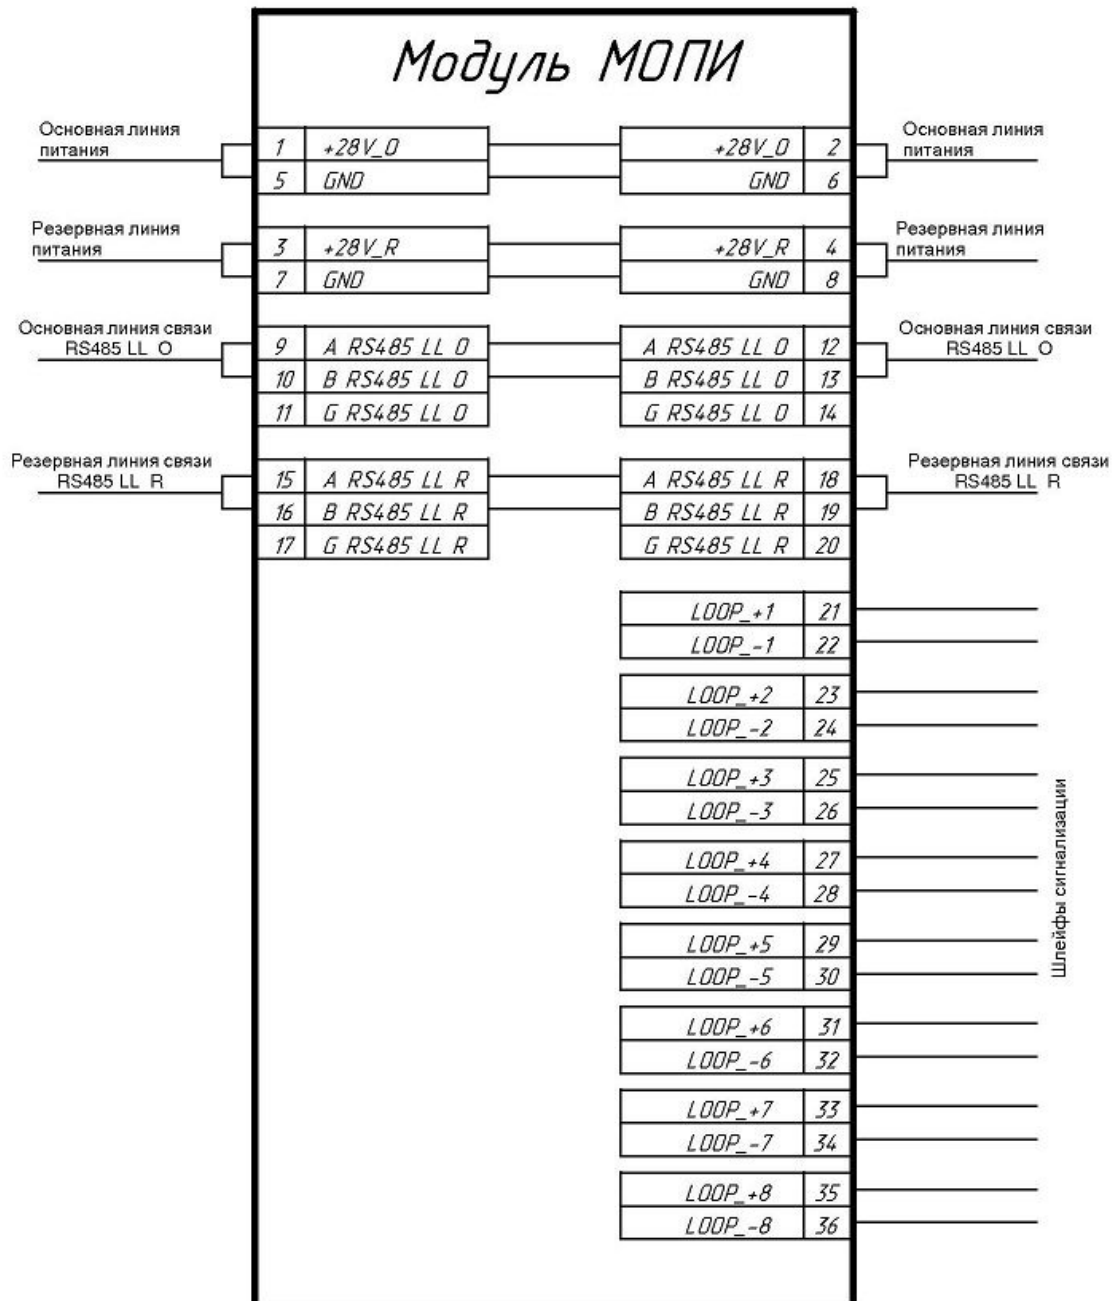 Модуль МОПИ
Основная линия
питания
1 +28V_O
5 GND
+28V_O 2
GND 6
Основная линия
питания
Резервная линия
питания
3 +28V_R
7 GND
+28V_R 4
GND 8
Резервная линия
питания
Основная линия связи
RS485 LL_O
9 A RS485 LL O
10 B RS485 LL O
11 G RS485 LL O
A RS485 LL O 12
B RS485 LL O 13
G RS485 LL O 14
Основная линия связи
RS485 LL_O
Резервная линия связи
RS485 LL_R
15 A RS485 LL R
16 B RS485 LL R
17 G RS485 LL R
A RS485 LL R 18
B RS485 LL R 19
G RS485 LL R 20
Резервная линия связи
RS485 LL_R
LOOP_+1 21
LOOP_-1 22
LOOP_+2 23
LOOP_-2 24
LOOP_+3 25
LOOP_-3 26
LOOP_+4 27
LOOP_-4 28
LOOP_+5 29
LOOP_-5 30
LOOP_+6 31
LOOP_-6 32
LOOP_+7 33
LOOP_-7 34
LOOP_+8 35
LOOP_-8 36
Шлейфы сигнализации